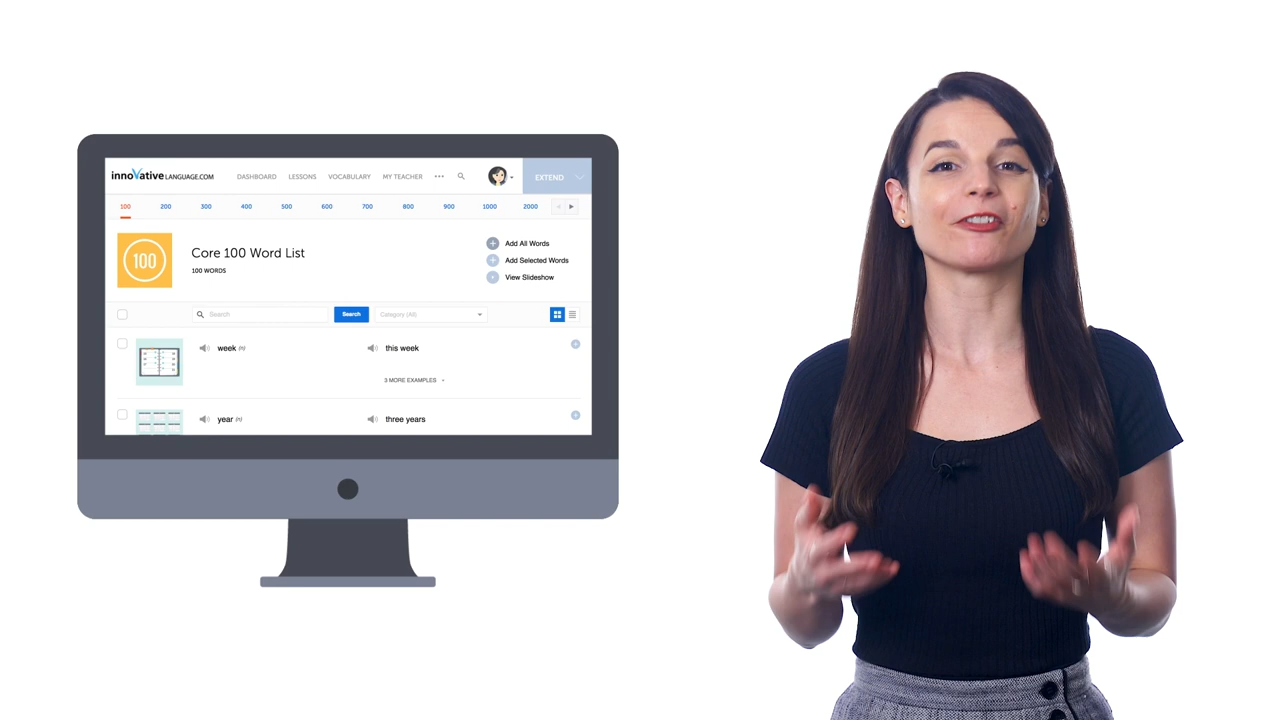 innovative LANGUAGE.COM DASHBOARD LESSONS VOCABULARY MY TEACHER ••• EXTEND
100 200 300 400 500 600 700 800 900 1000 2000
100
Core 100 Word List
100 WORDS
Add All Words
Add Selected Words
View Slideshow
Search Search Category (All)
week (n) this week
3 MORE EXAMPLES
year (n) three years